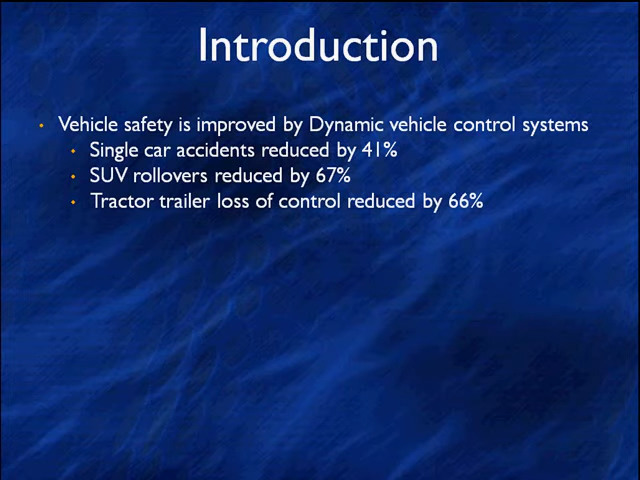 Introduction
• Vehicle safety is improved by Dynamic vehicle control systems
• Single car accidents reduced by 41%
• SUV rollovers reduced by 67%
• Tractor trailer loss of control reduced by 66%